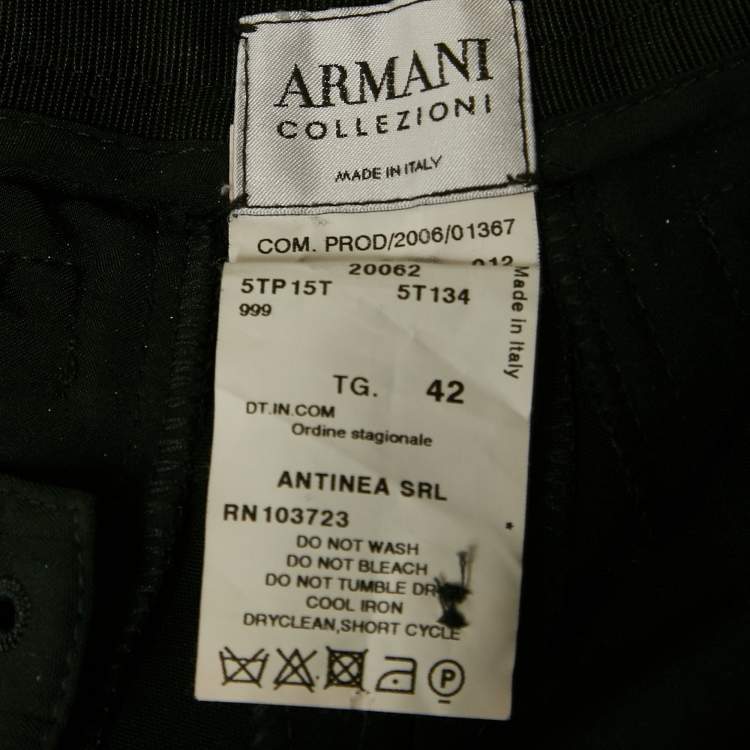 ARMANI
COLLEZIONI
MADE IN ITALY
COM. PROD/2006/01367
20062 012
5TP15T 5T134
999
Made in Italy
TG. 42
DT.IN.COM
Ordine stagionale
ANTINEA SRL
RN103723
DO NOT WASH
DO NOT BLEACH
DO NOT TUMBLE
COOL IRON
DRYCLEAN,SHORT CYCLE
P